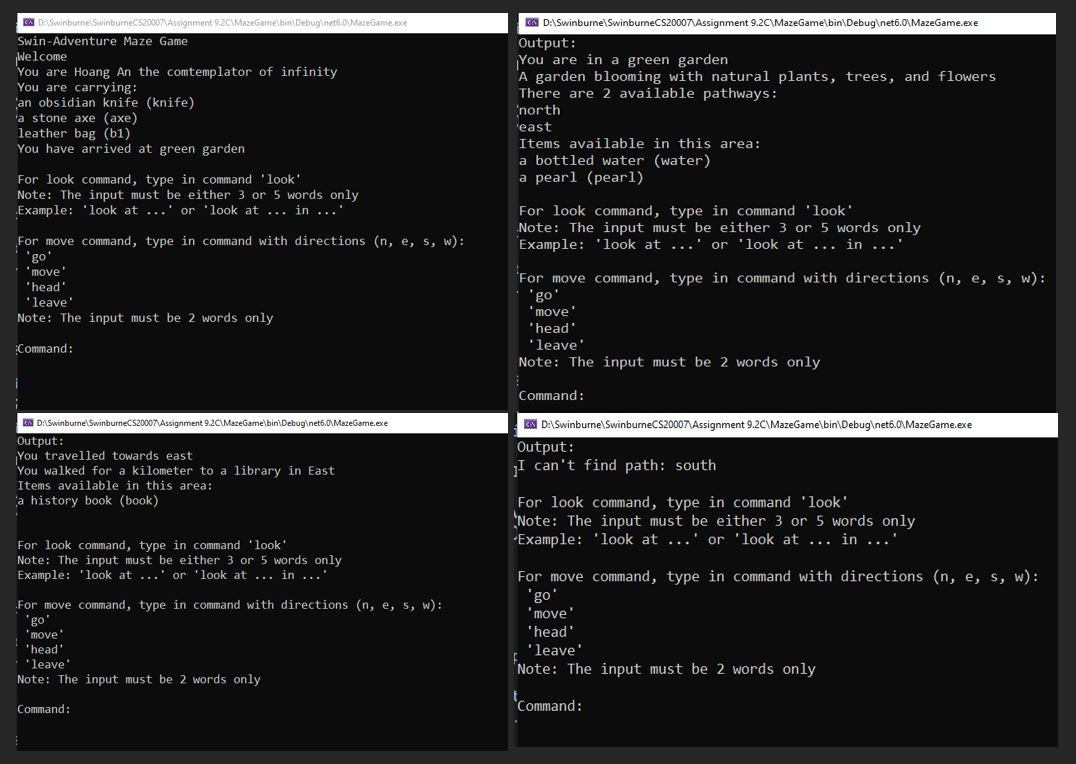 D:\Swinburne\SwinburneCS20007\Assignment 9.2C\MazeGame\bin\Debug\net6.0\MazeGame.exe
Swin-Adventure Maze Game
Welcome
You are Hoang An the comtemplator of infinity
You are carrying:
an obsidian knife (knife)
a stone axe (axe)
leather bag (b1)
You have arrived at green garden

For look command, type in command 'look'
Note: The input must be either 3 or 5 words only
Example: 'look at ...' or 'look at ... in ...'

For move command, type in command with directions (n, e, s, w):
'go'
'move'
'head'
'leave'
Note: The input must be 2 words only

Command:

D:\Swinburne\SwinburneCS20007\Assignment 9.2C\MazeGame\bin\Debug\net6.0\MazeGame.exe
Output:
You are in a green garden
A garden blooming with natural plants, trees, and flowers
There are 2 available pathways:
north
east
Items available in this area:
a bottled water (water)
a pearl (pearl)

For look command, type in command 'look'
Note: The input must be either 3 or 5 words only
Example: 'look at ...' or 'look at ... in ...'

For move command, type in command with directions (n, e, s, w):
'go'
'move'
'head'
'leave'
Note: The input must be 2 words only

Command:

D:\Swinburne\SwinburneCS20007\Assignment 9.2C\MazeGame\bin\Debug\net6.0\MazeGame.exe
Output:
You travelled towards east
You walked for a kilometer to a library in East
Items available in this area:
a history book (book)

For look command, type in command 'look'
Note: The input must be either 3 or 5 words only
Example: 'look at ...' or 'look at ... in ...'

For move command, type in command with directions (n, e, s, w):
'go'
'move'
'head'
'leave'
Note: The input must be 2 words only

Command:

D:\Swinburne\SwinburneCS20007\Assignment 9.2C\MazeGame\bin\Debug\net6.0\MazeGame.exe
Output:
I can't find path: south

For look command, type in command 'look'
Note: The input must be either 3 or 5 words only
Example: 'look at ...' or 'look at ... in ...'

For move command, type in command with directions (n, e, s, w):
'go'
'move'
'head'
'leave'
Note: The input must be 2 words only

Command: